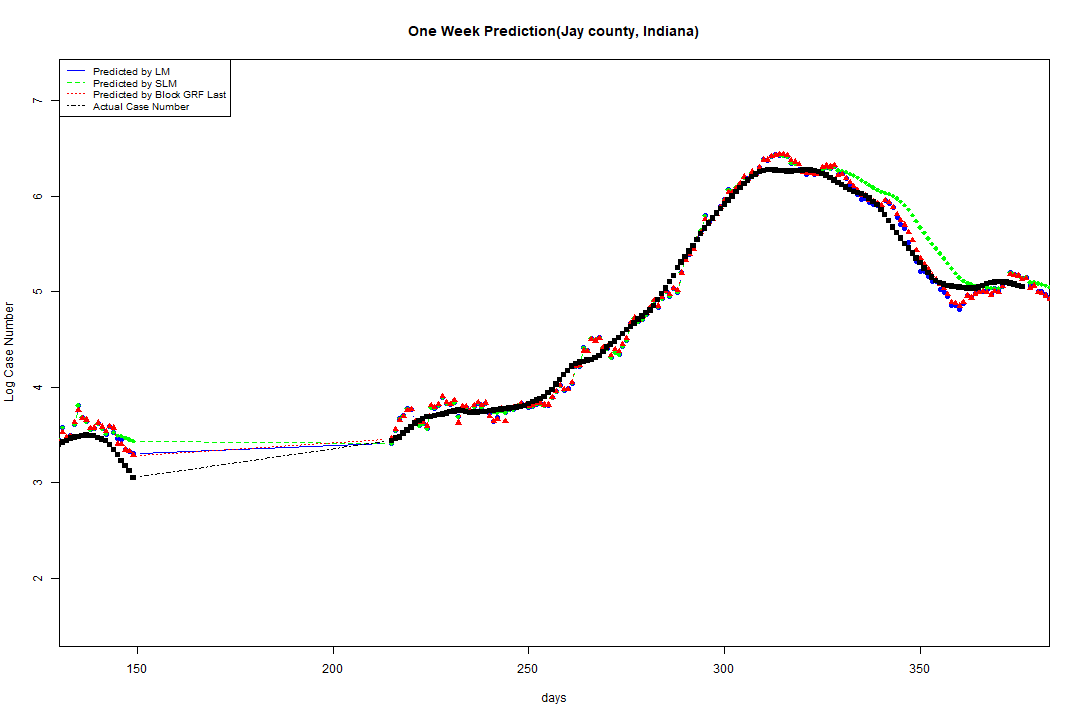 One Week Prediction(Jay county, Indiana)
Predicted by LM
Predicted by SLM
Predicted by Block GRF Last
Actual Case Number
Log Case Number
7
6
5
4
3
2
150 200 250 300 350
days